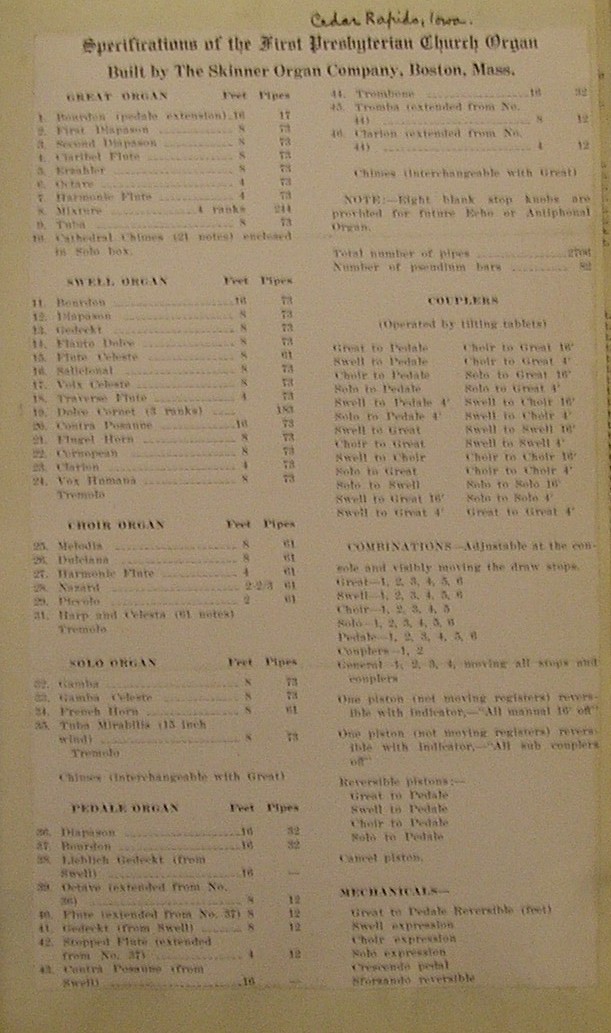 Cedar Rapids, Iowa.
Specifications of the First Presbyterian Church Organ
Built by The Skinner Organ Company, Boston, Mass.
GREAT ORGAN Feet Pipes
1. Bourdon (pedale extension) 16 17
2. First Diapason 8 73
3. Second Diapason 8 73
4. Claribel Flute 8 73
5. Erzahler 8 73
6. Octave 4 73
7. Harmonic Flute 4 73
8. Mixture 4 ranks 244
9. Tuba 8 73
10. Cathedral Chimes (21 notes) enclosed
in Solo box.
SWELL ORGAN Feet Pipes
11. Bourdon 16 73
12. Diapason 8 73
13. Gedeckt 8 73
14. Flauto Dolce 8 73
15. Flute Celeste 8 61
16. Salicional 8 73
17. Voix Celeste 8 73
18. Traverse Flute 4 73
19. Dolce Cornet (3 ranks) 183
20. Contra Posaune 16 73
21. Flugel Horn 8 73
22. Cornopean 8 73
23. Clarion 4 73
24. Vox Humana 8 73
Tremolo
CHOIR ORGAN Feet Pipes
25. Melodia 8 61
26. Dulciana 8 61
27. Harmonic Flute 4 61
28. Nazard 2-2/3 61
29. Piccolo 2 61
31. Harp and Celesta (61 notes)
Tremolo
SOLO ORGAN Feet Pipes
32. Gamba 8 73
33. Gamba Celeste 8 73
34. French Horn 8 61
35. Tuba Mirabilis (15 inch
wind) 8 73
Tremolo
Chimes (interchangeable with Great)
PEDALE ORGAN Feet Pipes
36. Diapason 16 32
37. Bourdon 16 32
38. Lieblich Gedeckt (from
Swell) 16 —
39. Octave (extended from No.
36) 8 12
40. Flute (extended from No. 37) 8 12
41. Gedeckt (from Swell) 8 12
42. Stopped Flute (extended
from No. 37) 4 12
43. Contra Posaune (from
Swell) 16 —
44. Trombone 16 32
45. Tromba (extended from No.
44) 8 12
46. Clarion (extended from No.
44) 4 12
Chimes (Interchangeable with Great)
NOTE:—Eight blank stop knobs are
provided for future Echo or Antiphonal
Organ.
Total number of pipes
Number of pneudium bars 82
COUPLERS
(Operated by tilting tablets)
Great to Pedale
Swell to Pedale
Choir to Pedale
Solo to Pedale
Swell to Pedale 4'
Solo to Pedale 4'
Swell to Great
Choir to Great
Swell to Choir
Solo to Great
Solo to Swell
Swell to Great 16'
Swell to Great 4'
Choir to Great 16'
Choir to Great 4'
Solo to Great 16'
Solo to Great 4'
Swell to Choir 16'
Swell to Choir 4'
Swell to Swell 16'
Swell to Swell 4'
Choir to Choir 16'
Choir to Choir 4'
Solo to Solo 16'
Solo to Solo 4'
Great to Great 4'
COMBINATIONS—Adjustable at the con-
sole and visibly moving the draw stops.
Great—1, 2, 3, 4, 5, 6
Swell—1, 2, 3, 4, 5, 6
Choir—1, 2, 3, 4, 5
Solo—1, 2, 3, 4, 5, 6
Pedale—1, 2, 3, 4, 5, 6
Couplers—1, 2
General—1, 2, 3, 4, moving all stops and
couplers
One piston (not moving registers) revers-
ible with indicator,—"All manual 16' off"
One piston (not moving registers) revers-
ible with indicator,—"All sub couplers
off"
Reversible pistons:—
Great to Pedale
Swell to Pedale
Choir to Pedale
Solo to Pedale
Cancel piston.
MECHANICALS—
Great to Pedale Reversible (feet)
Swell expression
Choir expression
Solo expression
Crescendo pedal
Sforzando reversible